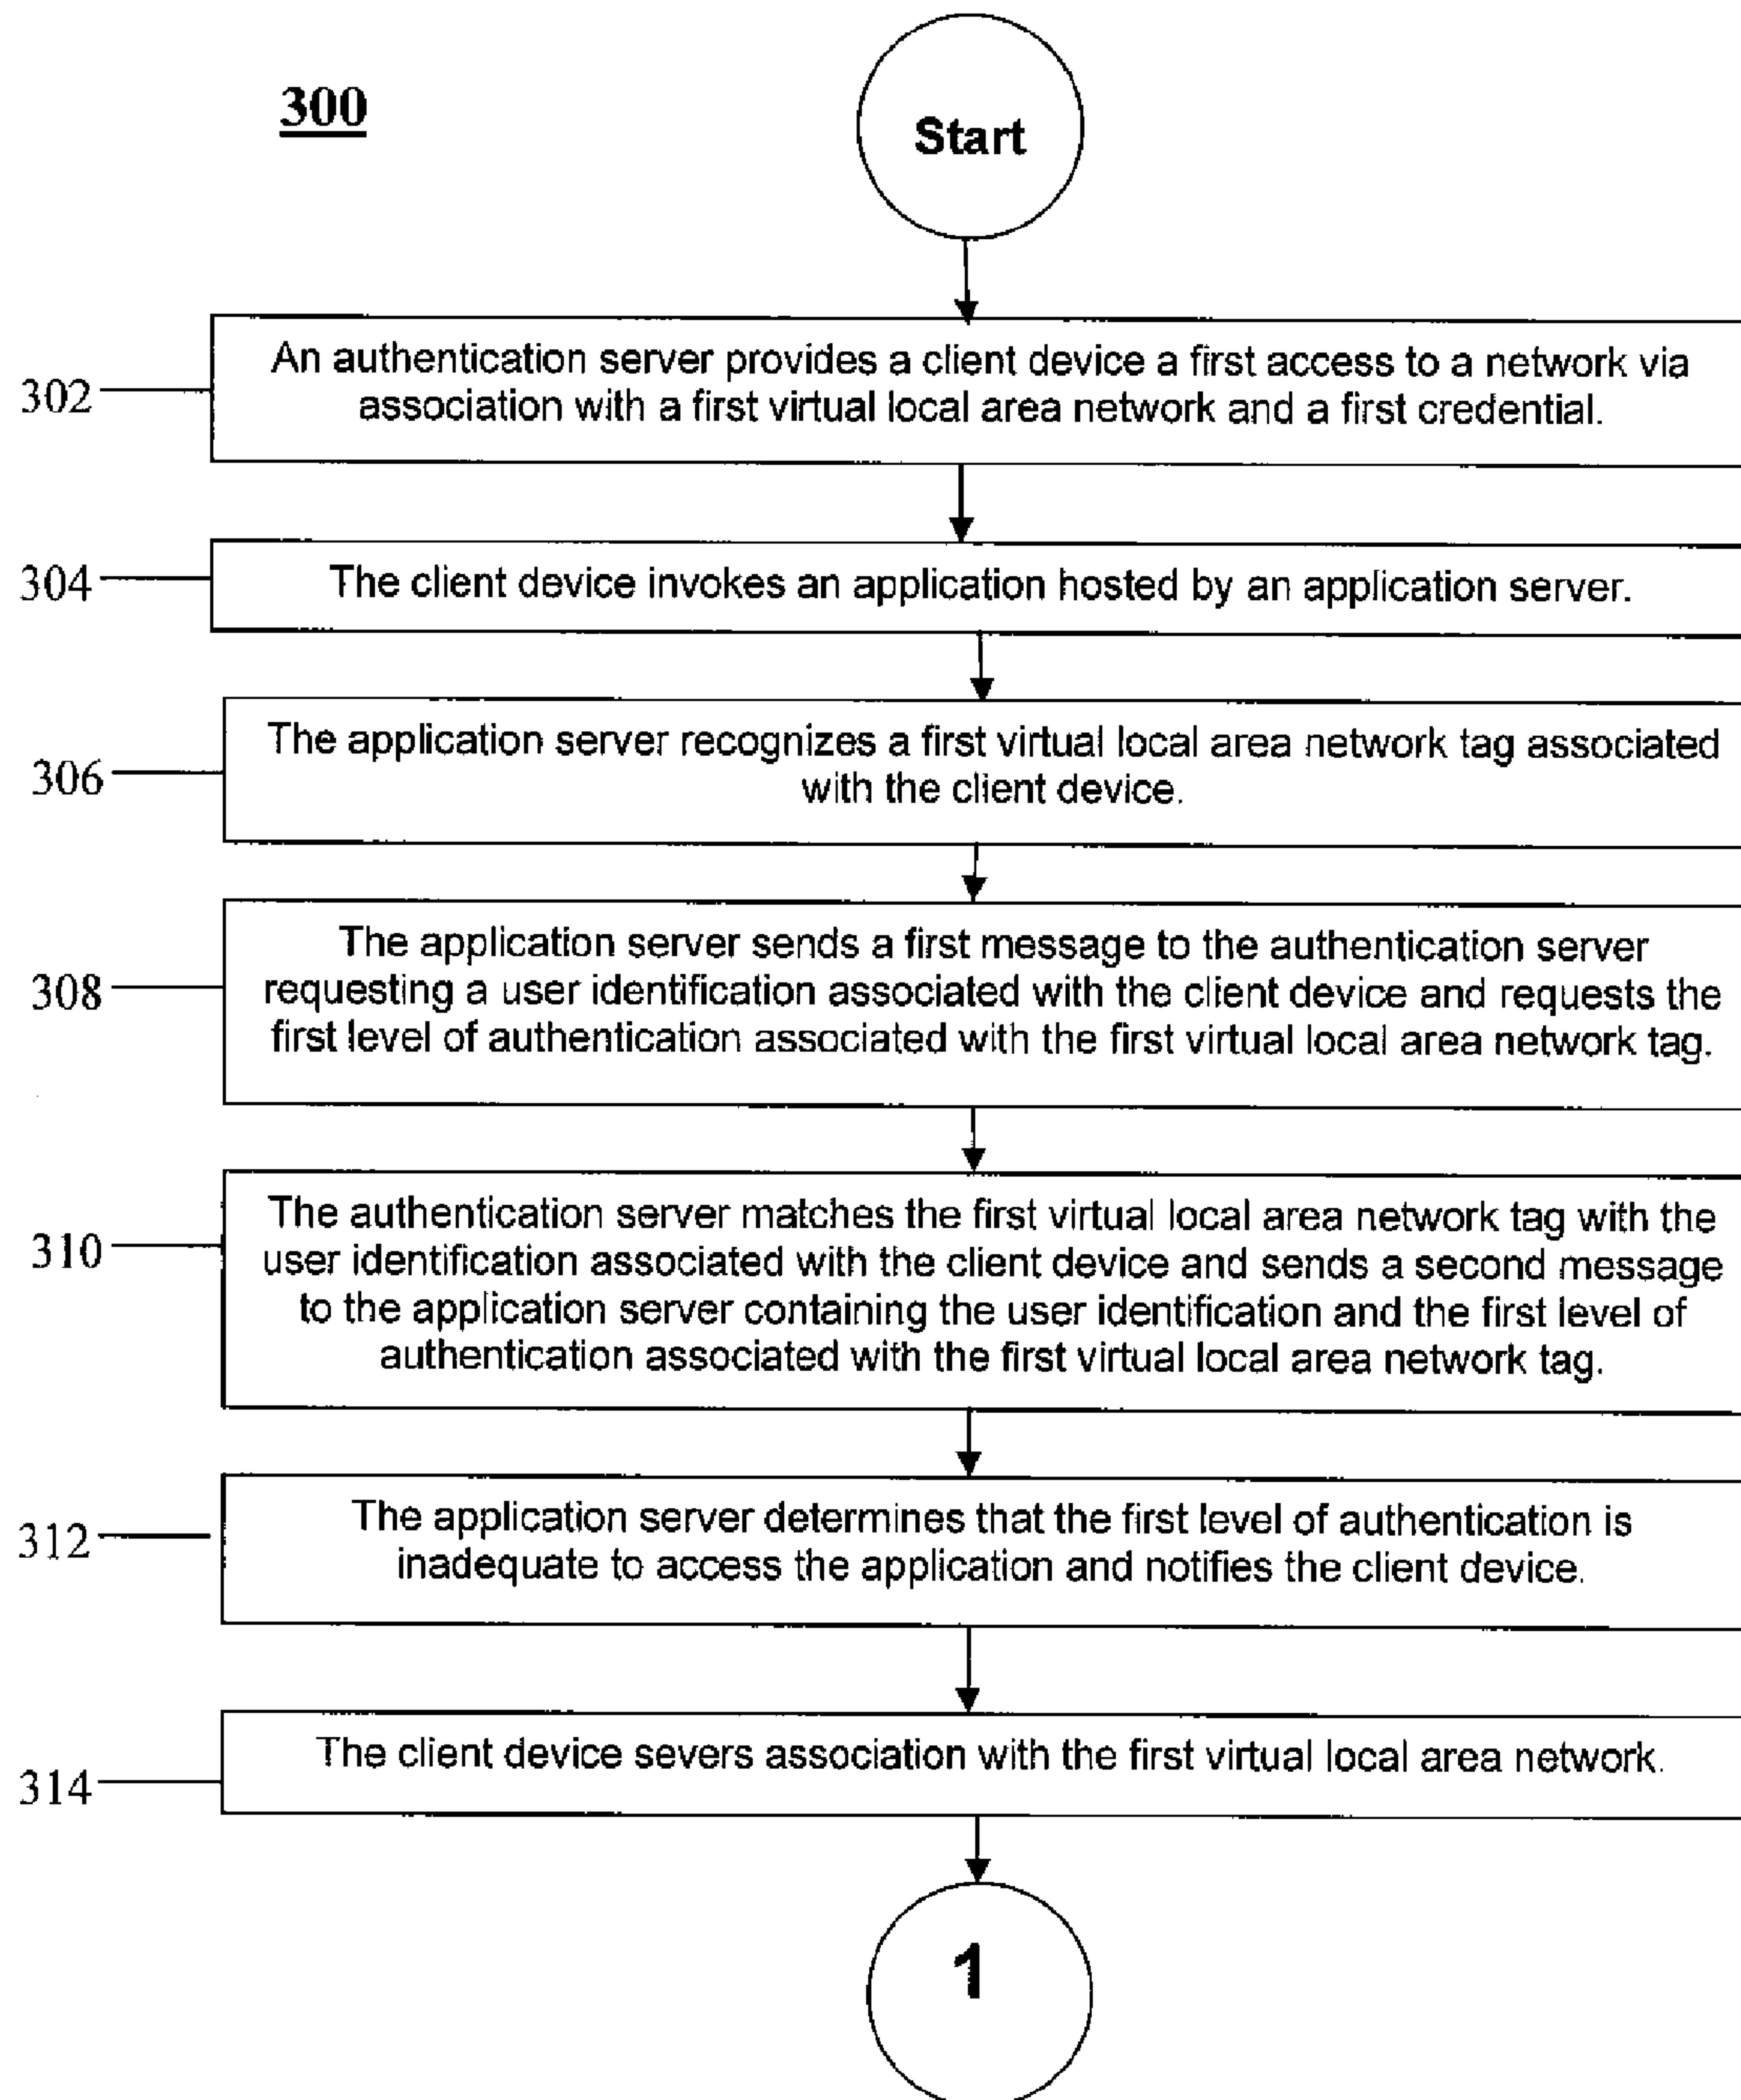 300
Start
302
An authentication server provides a client device a first access to a network via
association with a first virtual local area network and a first credential.
304
The client device invokes an application hosted by an application server.
306
The application server recognizes a first virtual local area network tag associated
with the client device.
308
The application server sends a first message to the authentication server
requesting a user identification associated with the client device and requests the
first level of authentication associated with the first virtual local area network tag.
310
The authentication server matches the first virtual local area network tag with the
user identification associated with the client device and sends a second message
to the application server containing the user identification and the first level of
authentication associated with the first virtual local area network tag.
312
The application server determines that the first level of authentication is
inadequate to access the application and notifies the client device.
314
The client device severs association with the first virtual local area network.
1